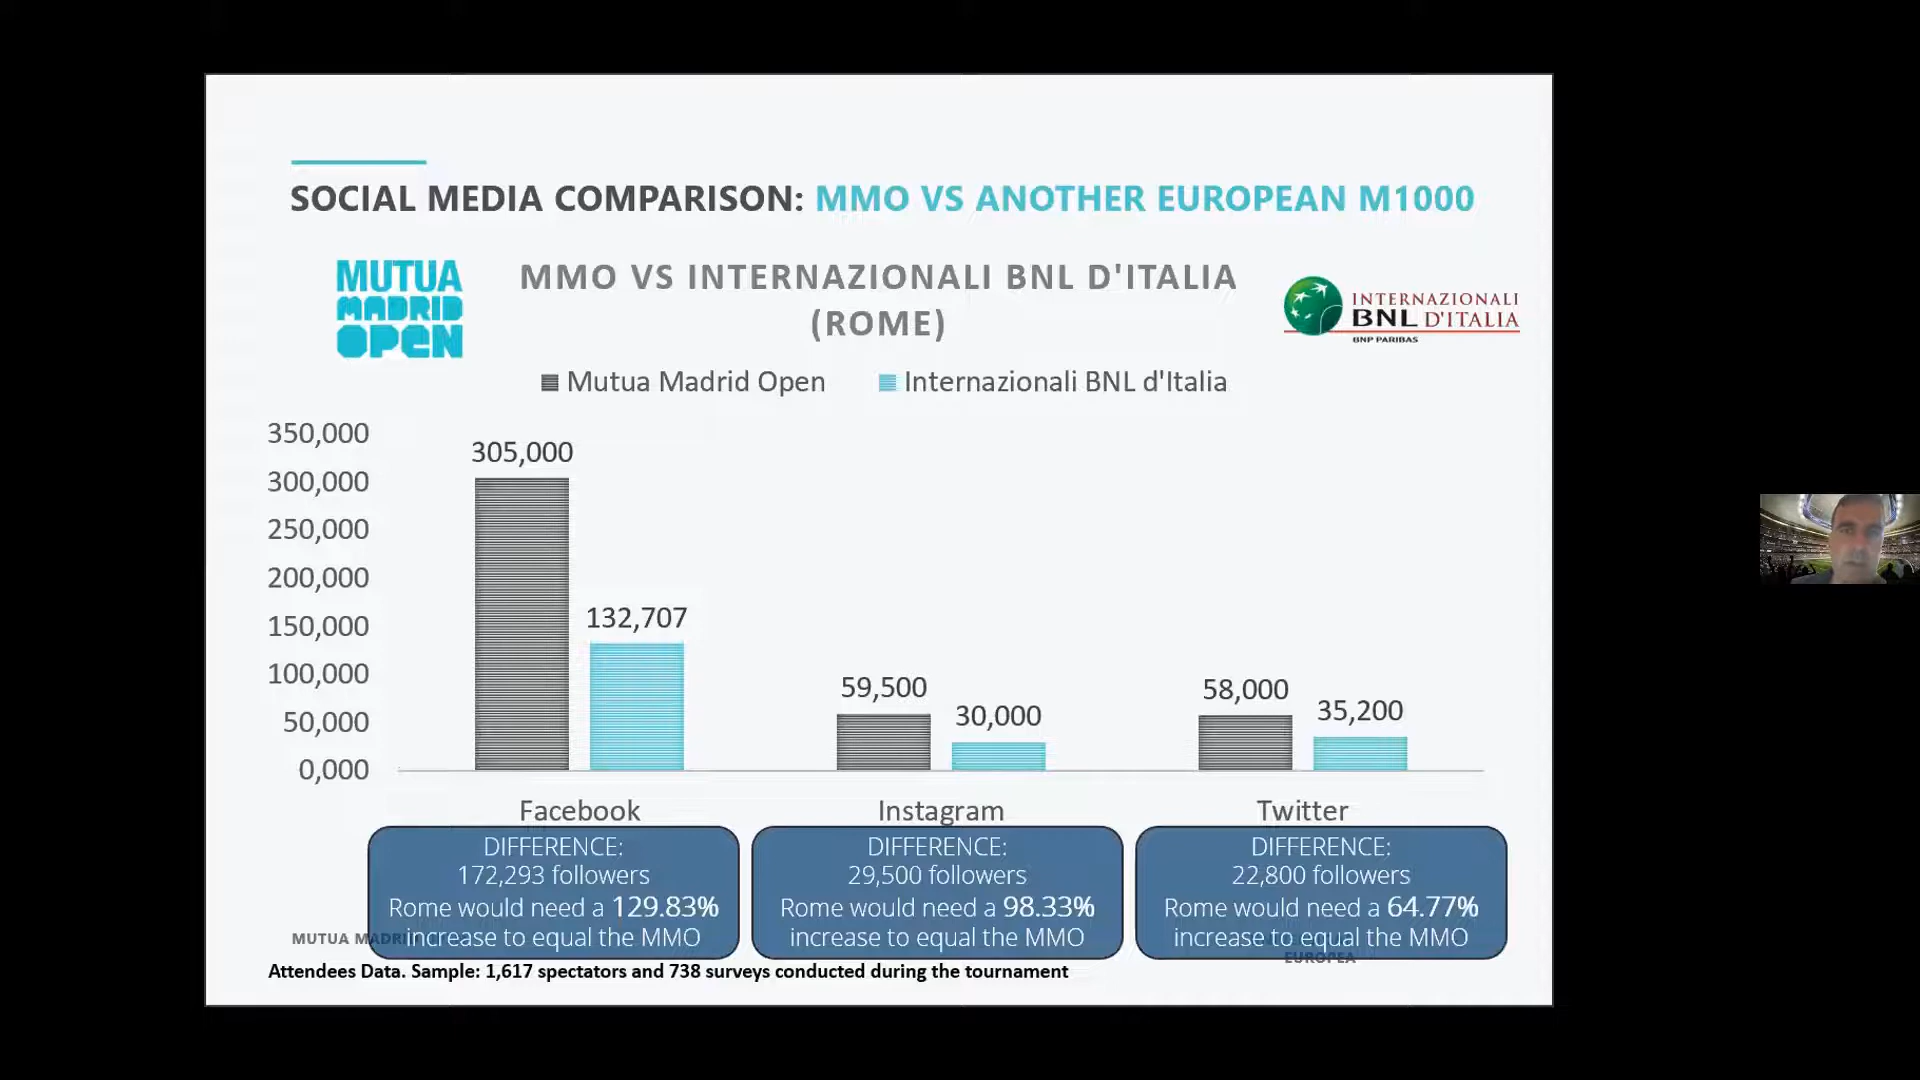 SOCIAL MEDIA COMPARISON: MMO VS ANOTHER EUROPEAN M1000
MUTUA
MADRID
OPEN
MMO VS INTERNAZIONALI BNL D'ITALIA
(ROME)
INTERNAZIONALI
BNL D'ITALIA
BNP PARIBAS
Mutua Madrid Open
Internazionali BNL d'Italia
350,000
300,000
250,000
200,000
150,000
100,000
50,000
0,000
305,000
132,707
59,500
30,000
58,000
35,200
Facebook
Instagram
Twitter
DIFFERENCE:
172,293 followers
Rome would need a 129.83%
increase to equal the MMO
DIFFERENCE:
29,500 followers
Rome would need a 98.33%
increase to equal the MMO
DIFFERENCE:
22,800 followers
Rome would need a 64.77%
increase to equal the MMO
MUTUA MADRI
EUROPEA
Attendees Data. Sample: 1,617 spectators and 738 surveys conducted during the tournament